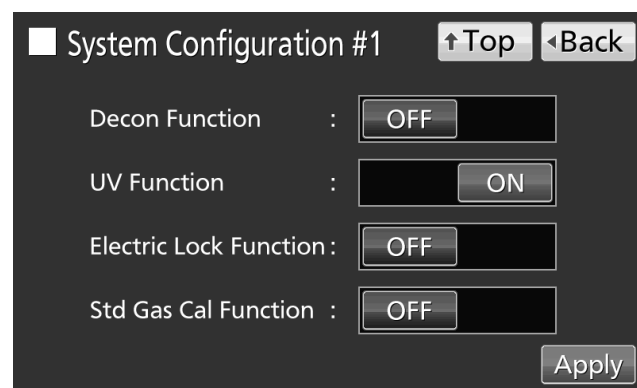 System Configuration #1 ↑Top ◂Back
Decon Function : OFF
UV Function : ON
Electric Lock Function : OFF
Std Gas Cal Function : OFF
Apply